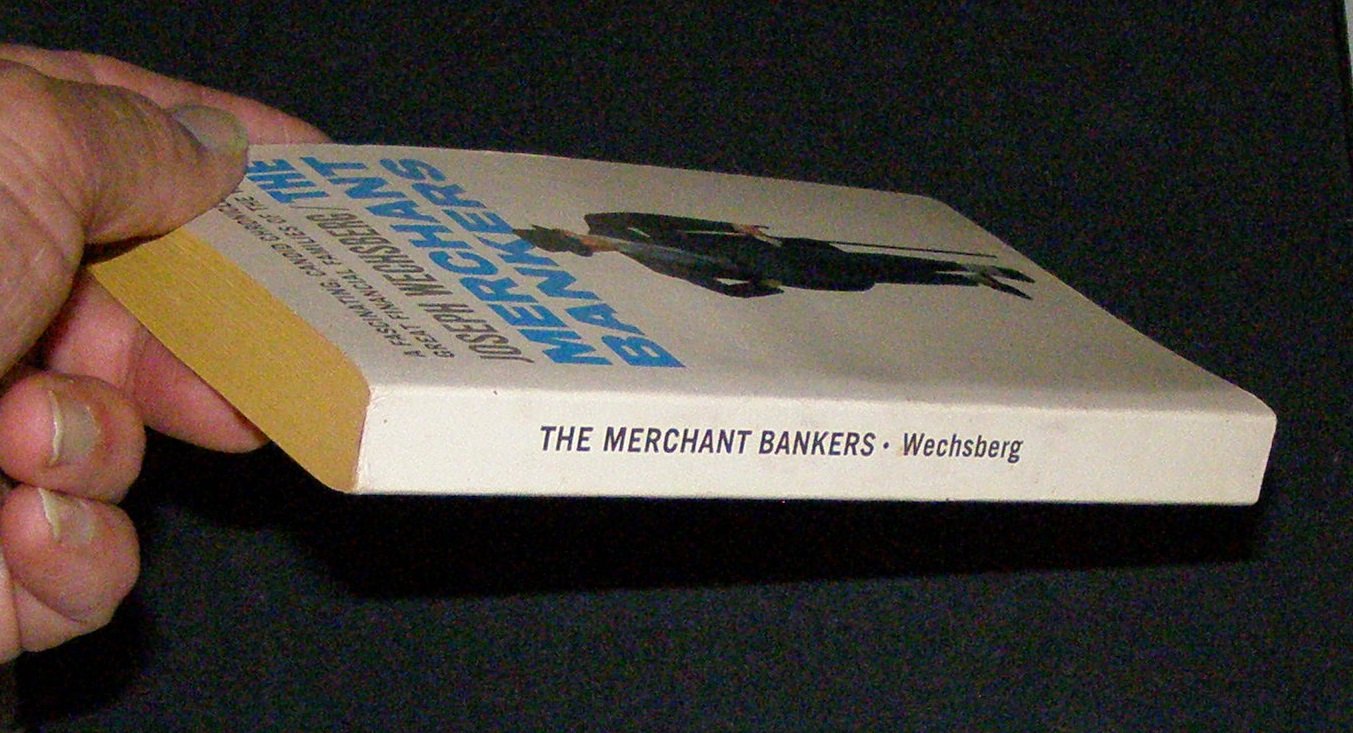 A FASCINATING, CANDID CHRONICLE
GREAT FINANCIAL FAMILIES OF THE
JOSEPH WECHSBERG/THE
MERCHANT
BANKERS
THE MERCHANT BANKERS · Wechsberg